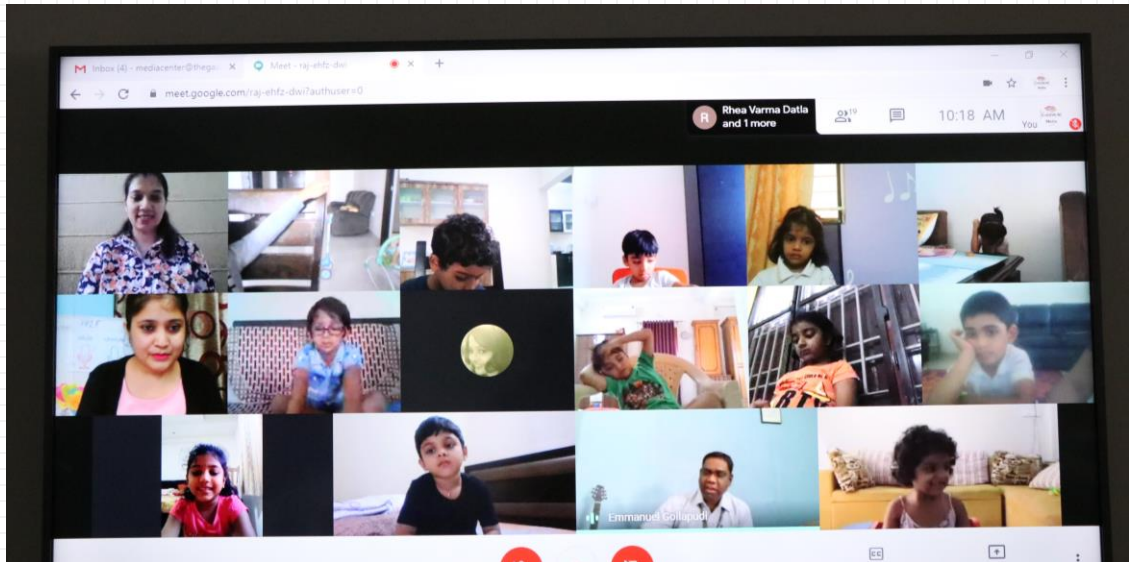 Inbox (4) - mediacenter@thega
Meet - raj-ehfz-dwi
meet.google.com/raj-ehfz-dwi?authuser=0
R
Rhea Varma Datla
and 1 more
19
10:18 AM
You
Emmanuel Gollapudi
CC